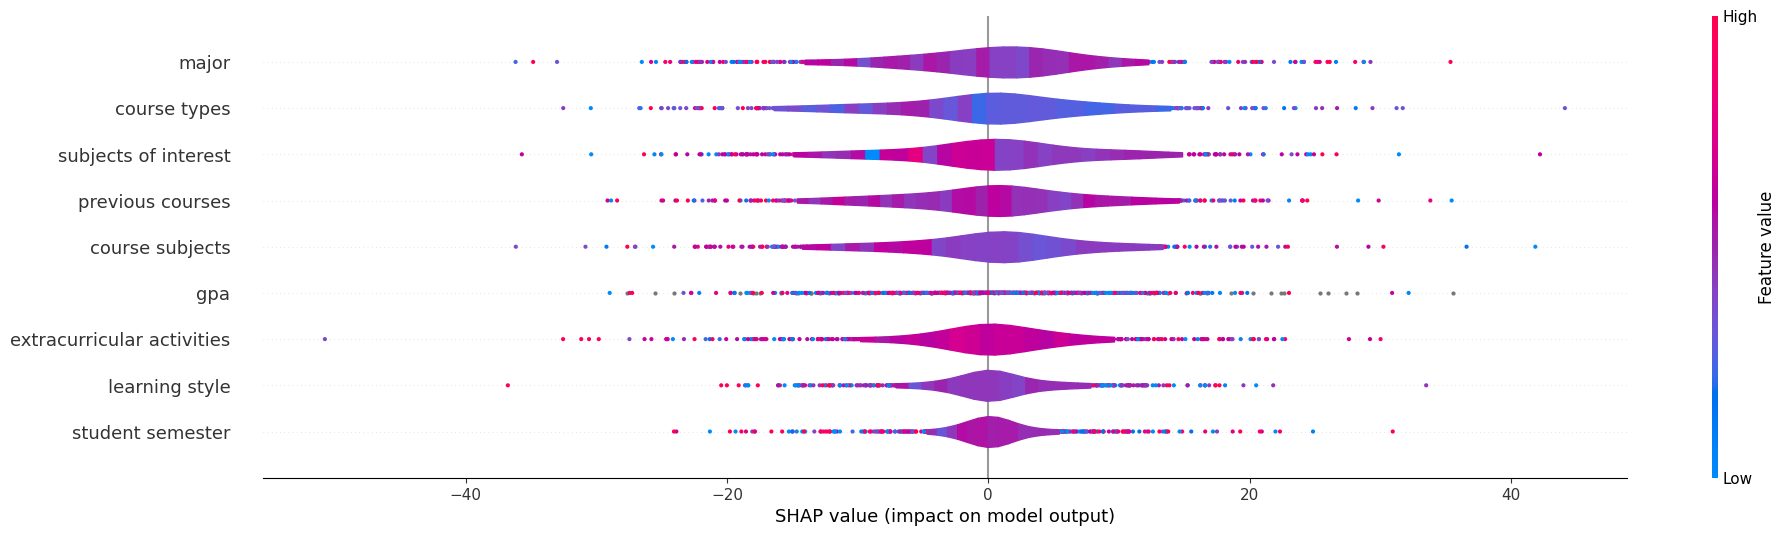 High
major
course types
subjects of interest
previous courses
course subjects
gpa
extracurricular activities
learning style
student semester
Feature value
Low
−40
−20
0
20
40
SHAP value (impact on model output)